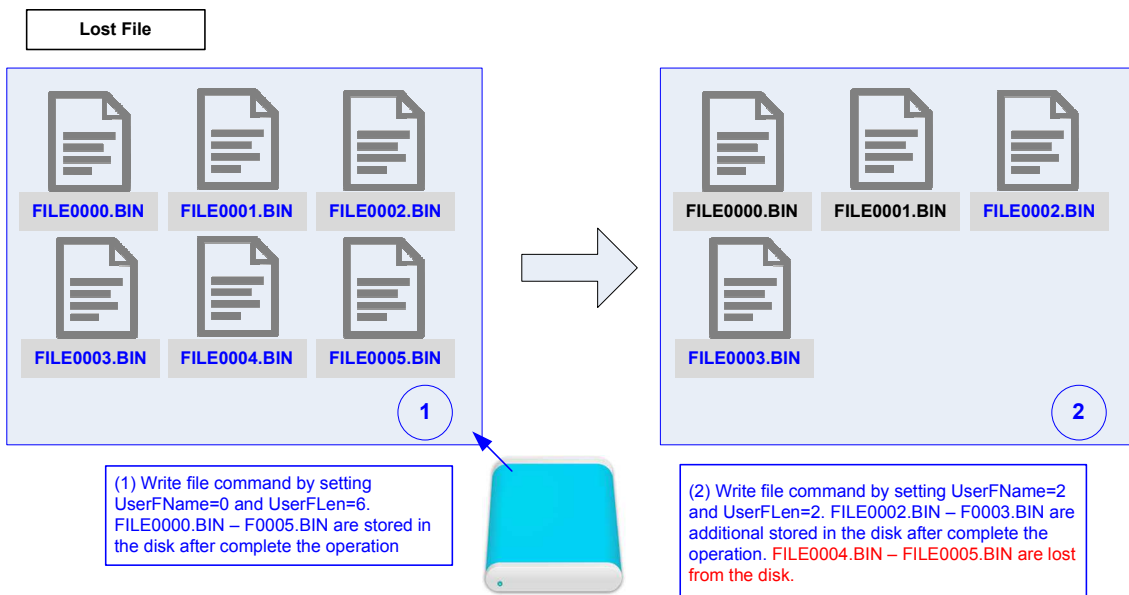 Lost File
FILE0000.BIN FILE0001.BIN FILE0002.BIN
FILE0003.BIN FILE0004.BIN FILE0005.BIN
1
(1) Write file command by setting
UserFName=0 and UserFLen=6.
FILE0000.BIN – F0005.BIN are stored in
the disk after complete the operation
FILE0000.BIN FILE0001.BIN FILE0002.BIN
FILE0003.BIN
2
(2) Write file command by setting UserFName=2
and UserFLen=2. FILE0002.BIN – F0003.BIN are
additional stored in the disk after complete the
operation. FILE0004.BIN – FILE0005.BIN are lost
from the disk.